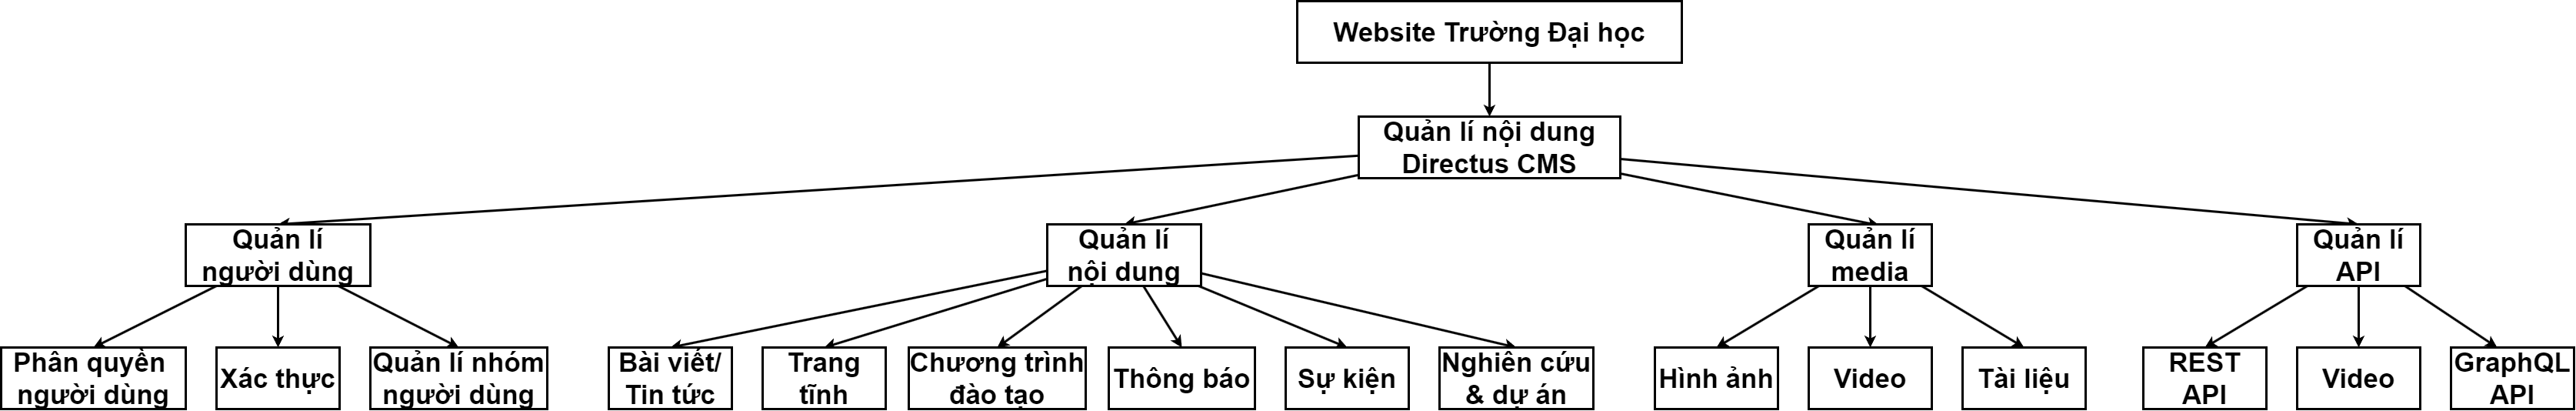 Website Trường Đại học
Quản lí nội dung
Directus CMS
Quản lí
người dùng
Quản lí
nội dung
Quản lí
media
Quản lí
API
Phân quyền
người dùng
Xác thực
Quản lí nhóm
người dùng
Bài viết/
Tin tức
Trang
tĩnh
Chương trình
đào tạo
Thông báo
Sự kiện
Nghiên cứu
& dự án
Hình ảnh
Video
Tài liệu
REST
API
Video
GraphQL
API